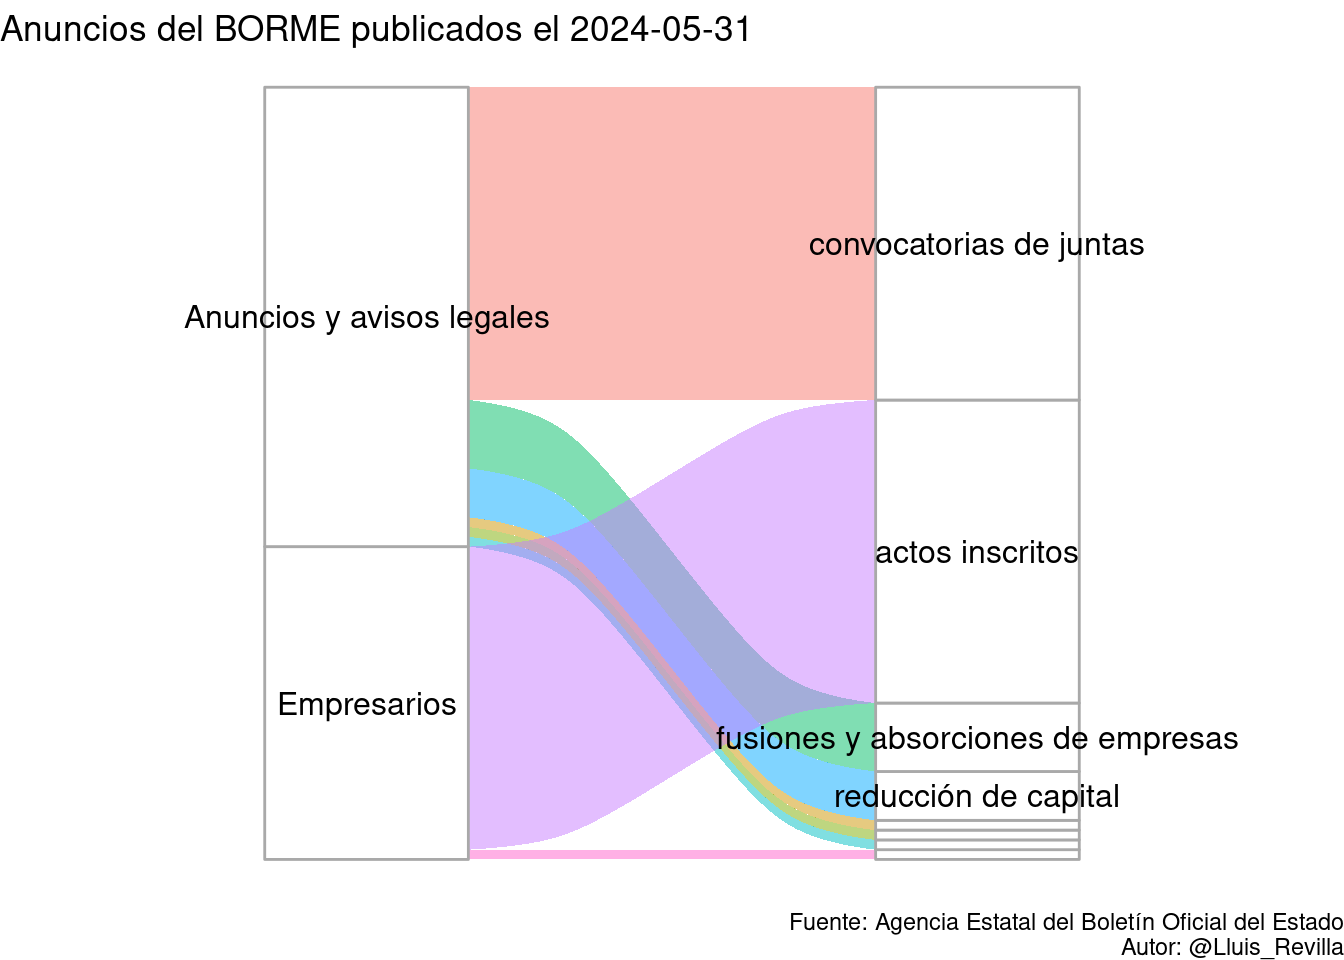 Anuncios del BORME publicados el 2024-05-31
convocatorias de juntas
Anuncios y avisos legales
actos inscritos
Empresarios
fusiones y absorciones de empresas
reducción de capital
Fuente: Agencia Estatal del Boletín Oficial del Estado
Autor: @Lluis_Revilla